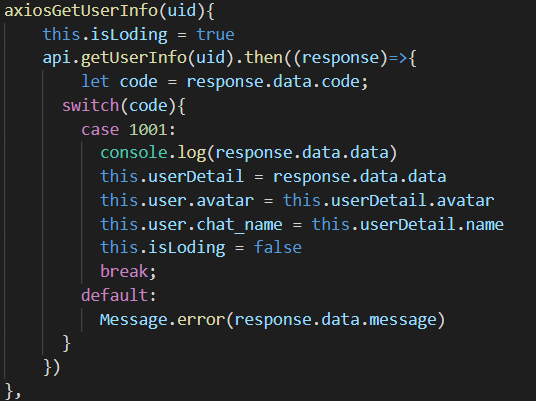 axiosGetUserInfo(uid){
this.isLoding = true
api.getUserInfo(uid).then((response)=>{
let code = response.data.code;
switch(code){
case 1001:
console.log(response.data.data)
this.userDetail = response.data.data
this.user.avatar = this.userDetail.avatar
this.user.chat_name = this.userDetail.name
this.isLoding = false
break;
default:
Message.error(response.data.message)
}
})
},